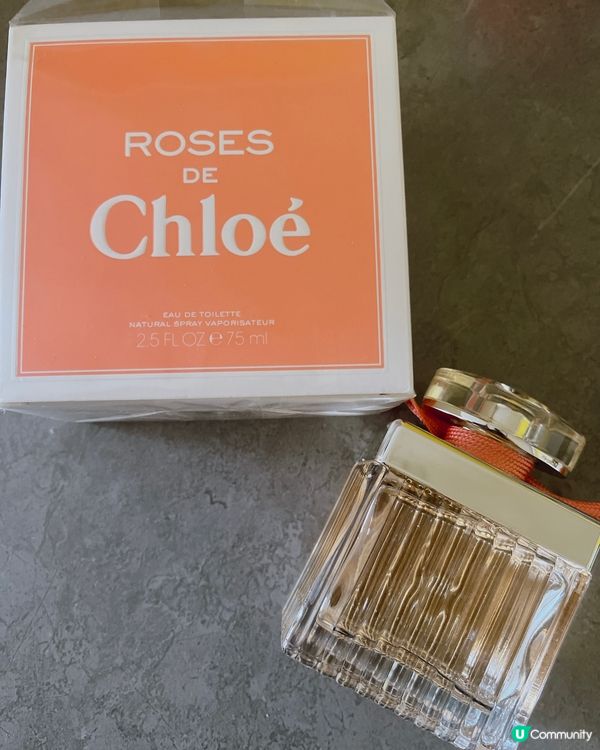 ROSES
DE
Chloé
EAU DE TOILETTE
NATURAL SPRAY VAPORISATEUR
2.5 FL OZ ℮ 75 ml
U Community